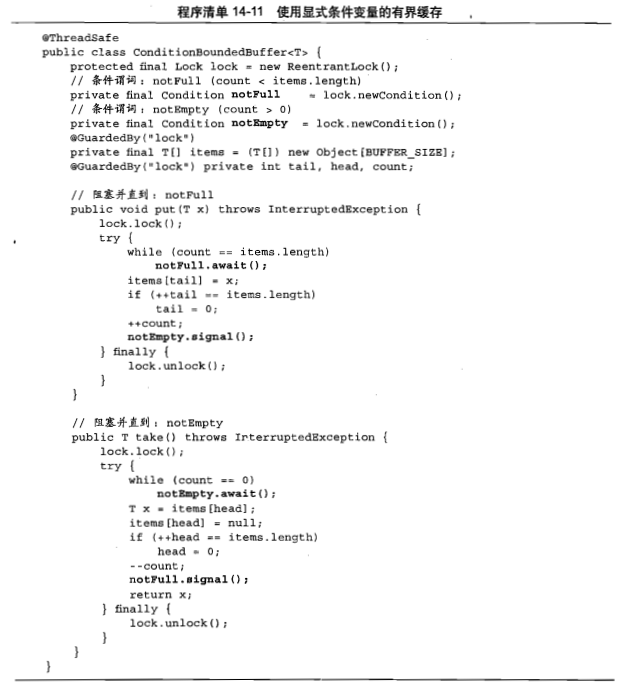 程序清单 14-11 使用显式条件变量的有界缓存
@ThreadSafe
public class ConditionBoundedBuffer<T> {
    protected final Lock lock = new ReentrantLock();
    // 条件谓词：notFull (count < items.length)
    private final Condition notFull    = lock.newCondition();
    // 条件谓词：notEmpty (count > 0)
    private final Condition notEmpty  = lock.newCondition();
    @GuardedBy("lock")
    private final T[] items = (T[]) new Object[BUFFER_SIZE];
    @GuardedBy("lock") private int tail, head, count;

    // 阻塞并直到：notFull
    public void put(T x) throws InterruptedException {
        lock.lock();
        try {
            while (count == items.length)
                notFull.await();
            items[tail] = x;
            if (++tail == items.length)
                tail = 0;
            ++count;
            notEmpty.signal();
        } finally {
            lock.unlock();
        }
    }

    // 阻塞并直到：notEmpty
    public T take() throws InterruptedException {
        lock.lock();
        try {
            while (count == 0)
                notEmpty.await();
            T x = items[head];
            items[head] = null;
            if (++head == items.length)
                head = 0;
            --count;
            notFull.signal();
            return x;
        } finally {
            lock.unlock();
        }
    }
}